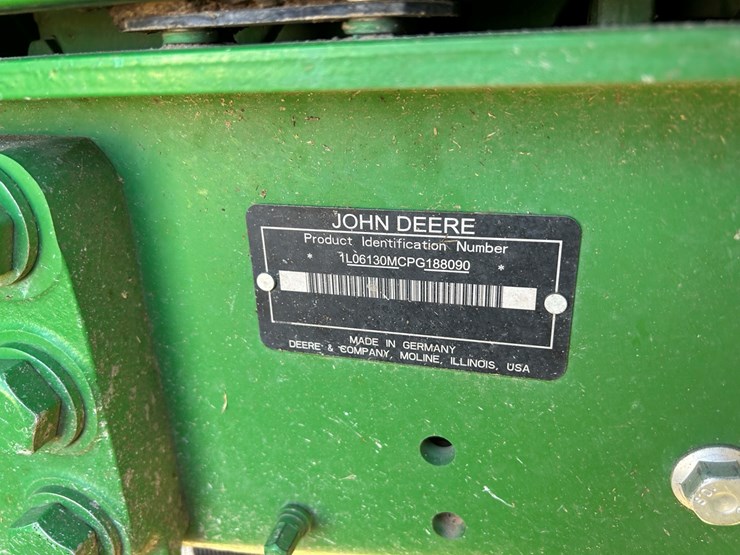 JOHN DEERE
Product Identification Number
* 1L06130MCPG188090 *
MADE IN GERMANY
DEERE & COMPANY, MOLINE, ILLINOIS, USA